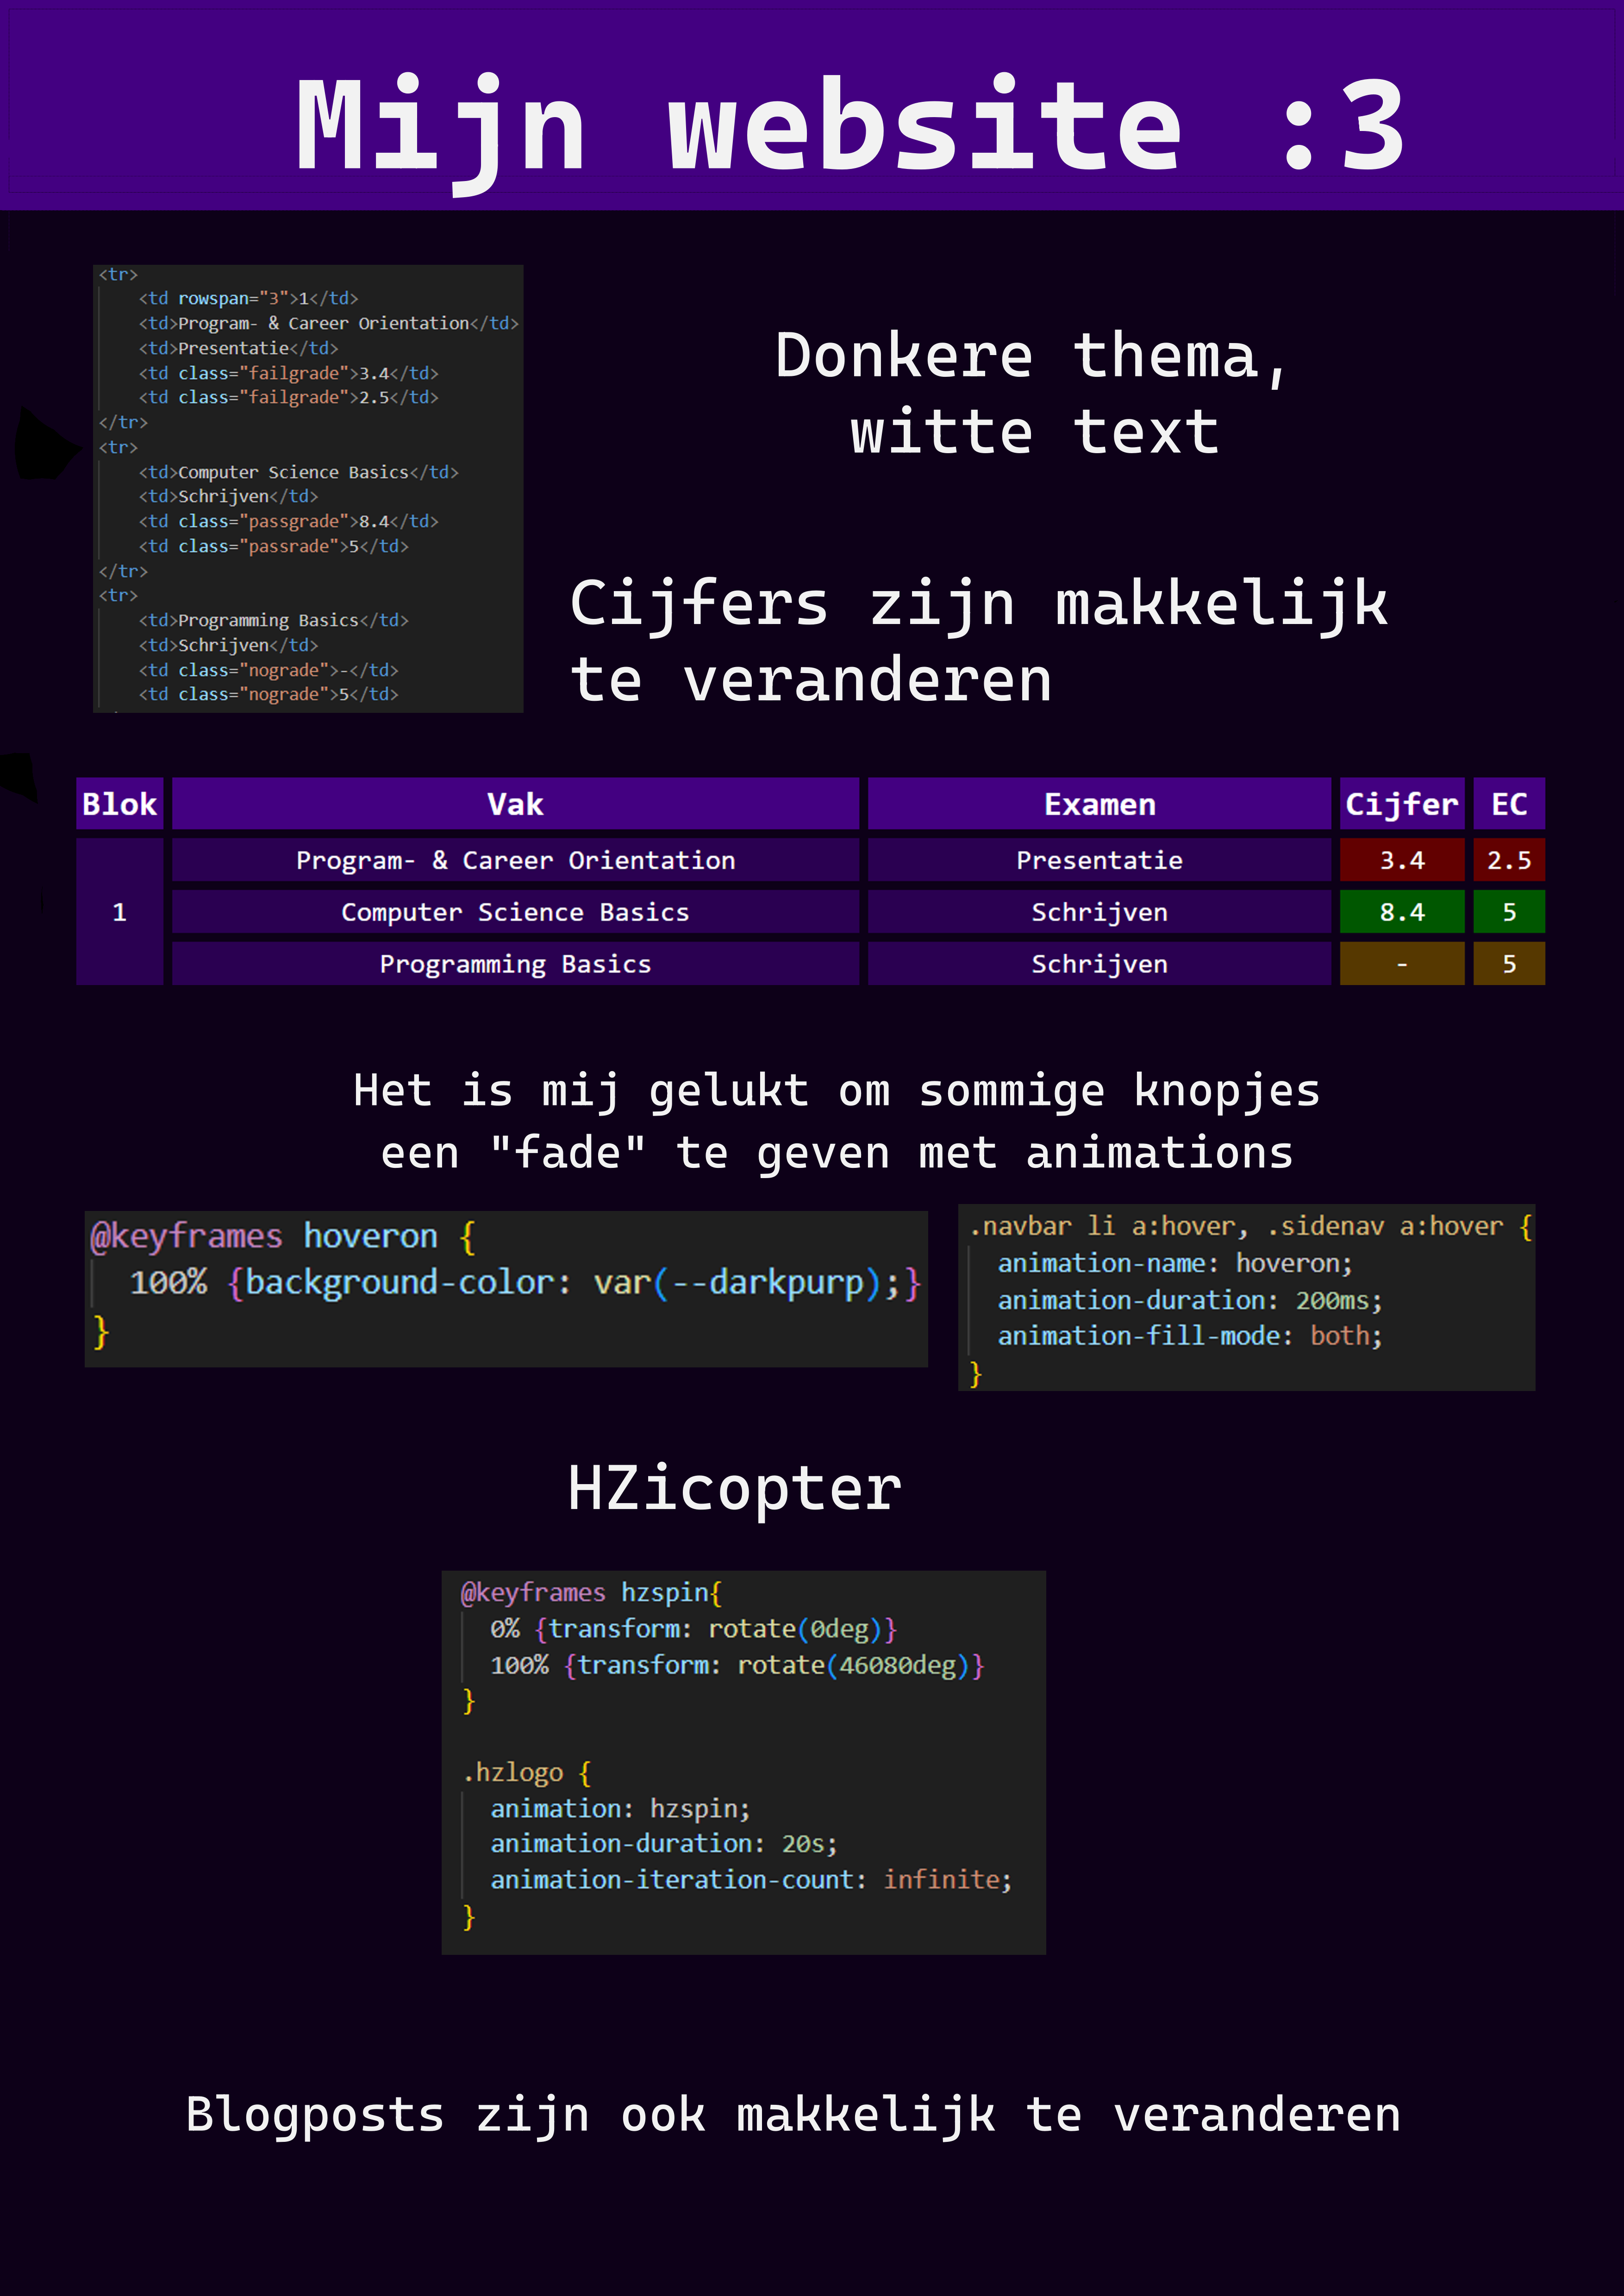 Mijn website :3
<tr>
<td rowspan="3">1</td>
<td>Program- & Career Orientation</td>
<td>Presentatie</td>
<td class="failgrade">3.4</td>
<td class="failgrade">2.5</td>
</tr>
<tr>
<td>Computer Science Basics</td>
<td>Schrijven</td>
<td class="passgrade">8.4</td>
<td class="passrade">5</td>
</tr>
<tr>
<td>Programming Basics</td>
<td>Schrijven</td>
<td class="nograde">-</td>
<td class="nograde">5</td>
Donkere thema,
witte text
Cijfers zijn makkelijk
te veranderen
Blok Vak Examen Cijfer EC
Program- & Career Orientation Presentatie 3.4 2.5
1 Computer Science Basics Schrijven 8.4 5
Programming Basics Schrijven - 5
Het is mij gelukt om sommige knopjes
een "fade" te geven met animations
@keyframes hoveron {
100% {background-color: var(--darkpurp);}
}
.navbar li a:hover, .sidenav a:hover {
animation-name: hoveron;
animation-duration: 200ms;
animation-fill-mode: both;
}
HZicopter
@keyframes hzspin{
0% {transform: rotate(0deg)}
100% {transform: rotate(46080deg)}
}
.hzlogo {
animation: hzspin;
animation-duration: 20s;
animation-iteration-count: infinite;
}
Blogposts zijn ook makkelijk te veranderen